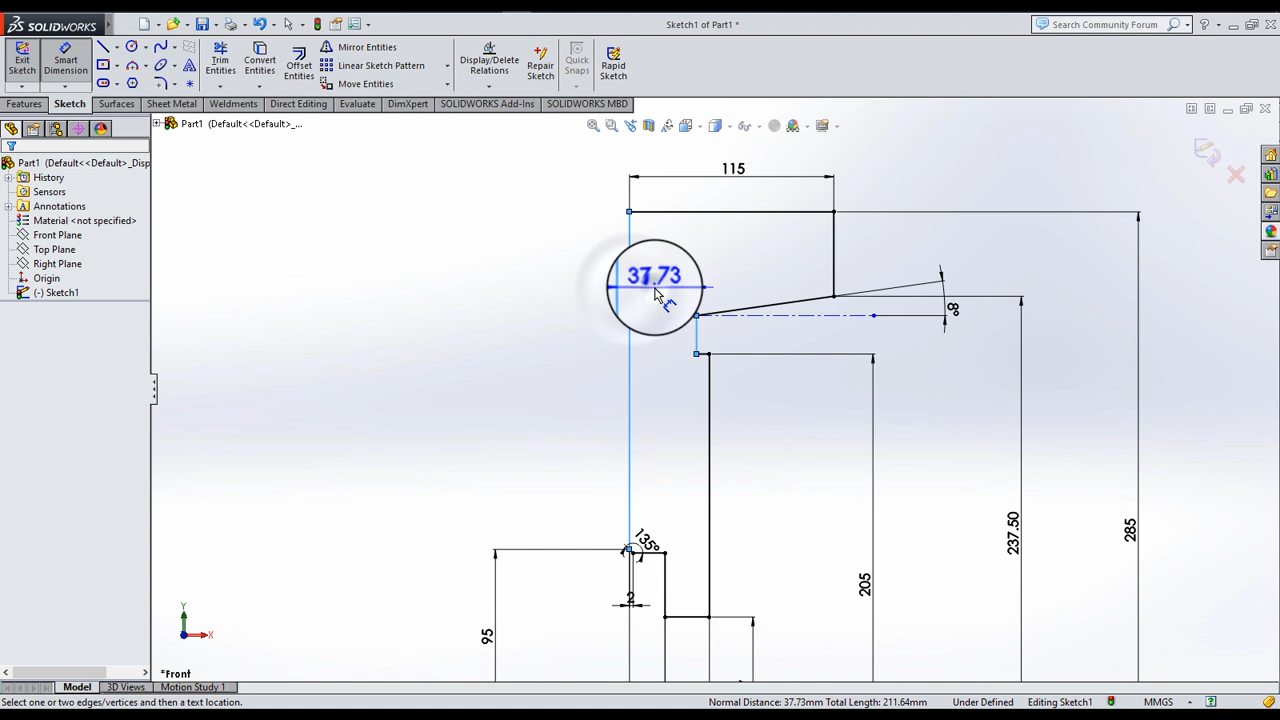 SOLIDWORKS
Sketch1 of Part1 *
Search Community Forum
Exit Sketch
Smart Dimension
Trim Entities
Convert Entities
Offset Entities
Mirror Entities
Linear Sketch Pattern
Move Entities
Display/Delete Relations
Repair Sketch
Quick Snaps
Rapid Sketch
Features Sketch Surfaces Sheet Metal Weldments Direct Editing Evaluate DimXpert SOLIDWORKS Add-Ins SOLIDWORKS MBD
Part1 (Default<<Default>_...
Part1 (Default<<Default>_Disp
History
Sensors
Annotations
Material <not specified>
Front Plane
Top Plane
Right Plane
Origin
(-) Sketch1
115
37.73
8°
135°
2
95
205
237.50
285
Y
X
*Front
Model 3D Views Motion Study 1
Select one or two edges/vertices and then a text location.
Normal Distance: 37.73mm Total Length: 211.64mm
Under Defined
Editing Sketch1
MMGS